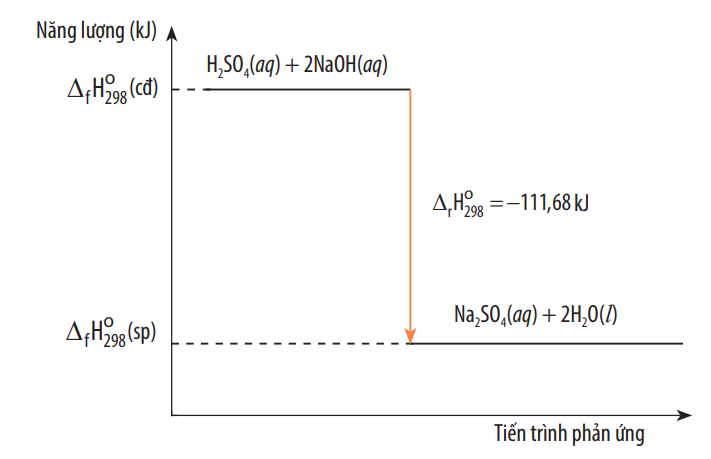 Năng lượng (kJ)
H₂SO₄(aq) + 2NaOH(aq)
ΔfH°₂₉₈(cđ)
ΔrH°₂₉₈ = –111,68 kJ
Na₂SO₄(aq) + 2H₂O(l)
ΔfH°₂₉₈(sp)
Tiến trình phản ứng